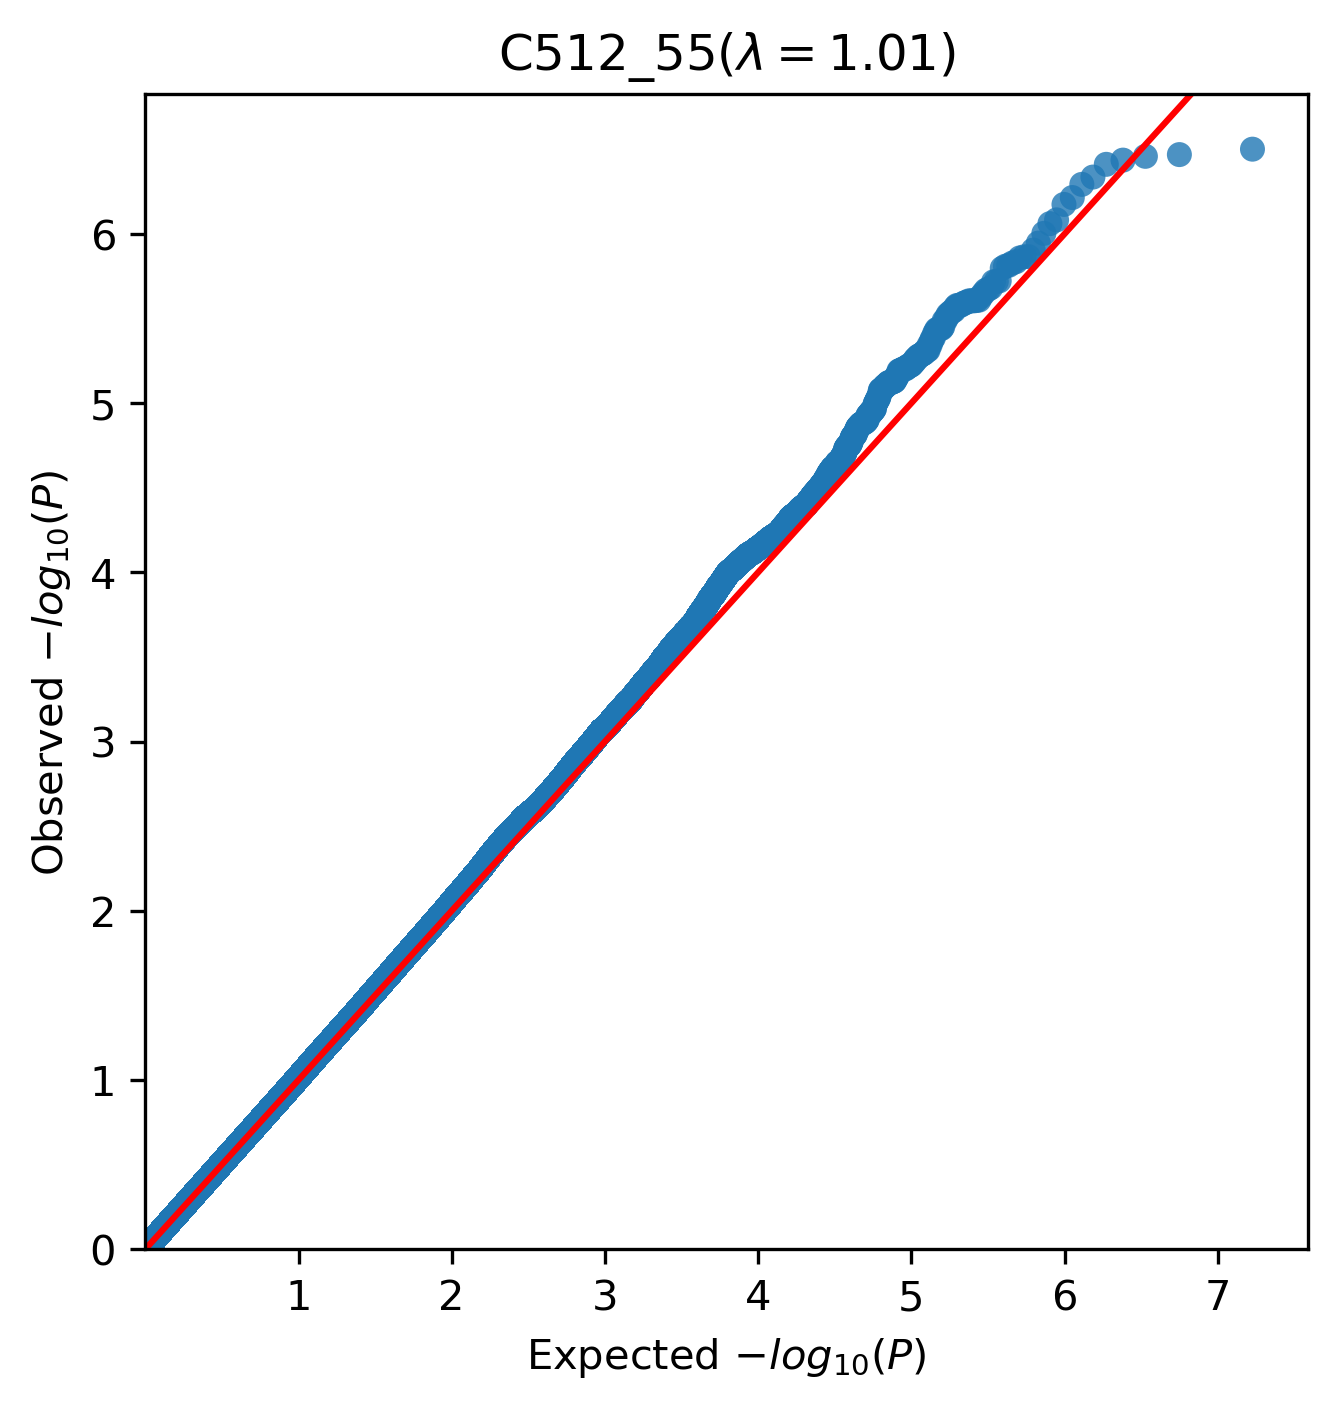 C512_55(λ = 1.01)
Observed −log₁₀(P)
6
5
4
3
2
1
0
1 2 3 4 5 6 7
Expected −log₁₀(P)